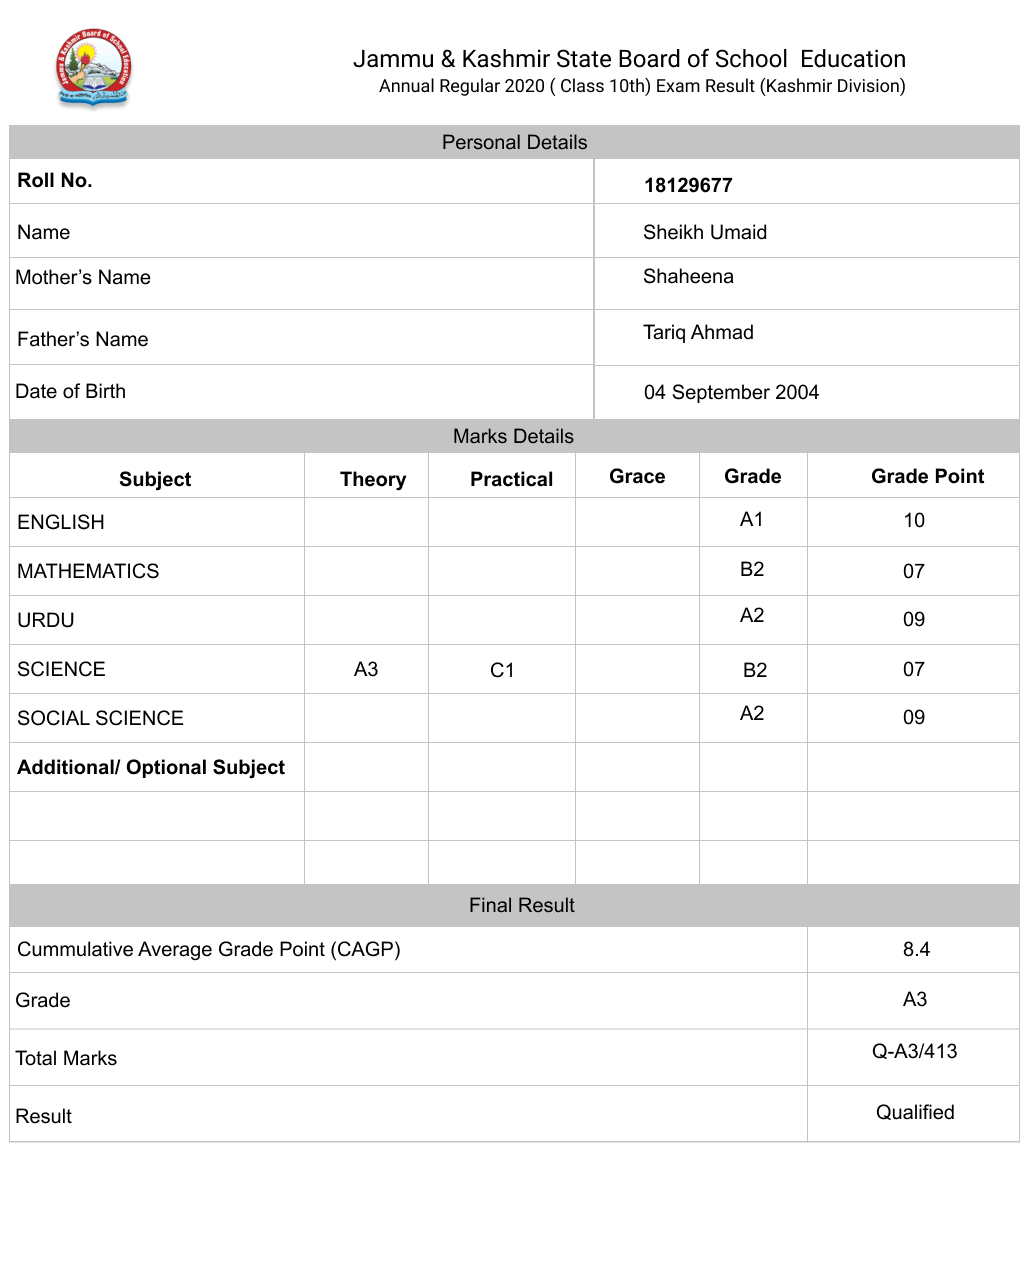 Jammu & Kashmir Board of School Education
Jammu & Kashmir State Board of School Education
Annual Regular 2020 ( Class 10th) Exam Result (Kashmir Division)
Personal Details
Roll No. 18129677
Name Sheikh Umaid
Mother’s Name Shaheena
Father’s Name Tariq Ahmad
Date of Birth 04 September 2004
Marks Details
Subject Theory Practical Grace Grade Grade Point
ENGLISH A1 10
MATHEMATICS B2 07
URDU A2 09
SCIENCE A3 C1 B2 07
SOCIAL SCIENCE A2 09
Additional/ Optional Subject
Final Result
Cummulative Average Grade Point (CAGP) 8.4
Grade A3
Total Marks Q-A3/413
Result Qualified